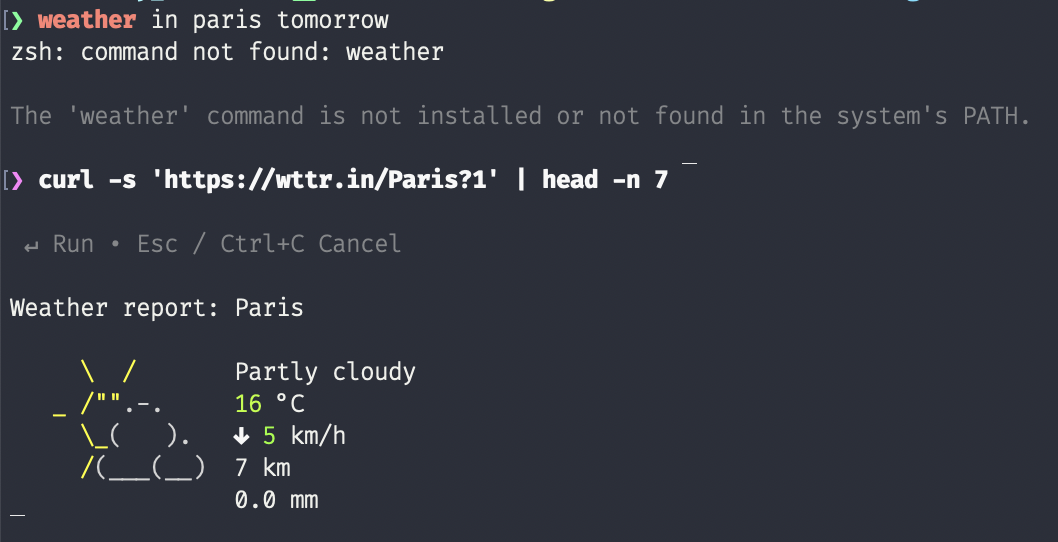 [❯ weather in paris tomorrow
zsh: command not found: weather
The 'weather' command is not installed or not found in the system's PATH.
[❯ curl -s 'https://wttr.in/Paris?1' | head -n 7
↵ Run • Esc / Ctrl+C Cancel
Weather report: Paris
     \  /       Partly cloudy
   _ /"".-.     16 °C
     \_(   ).   ↓ 5 km/h
     /(___(__)  7 km
                0.0 mm